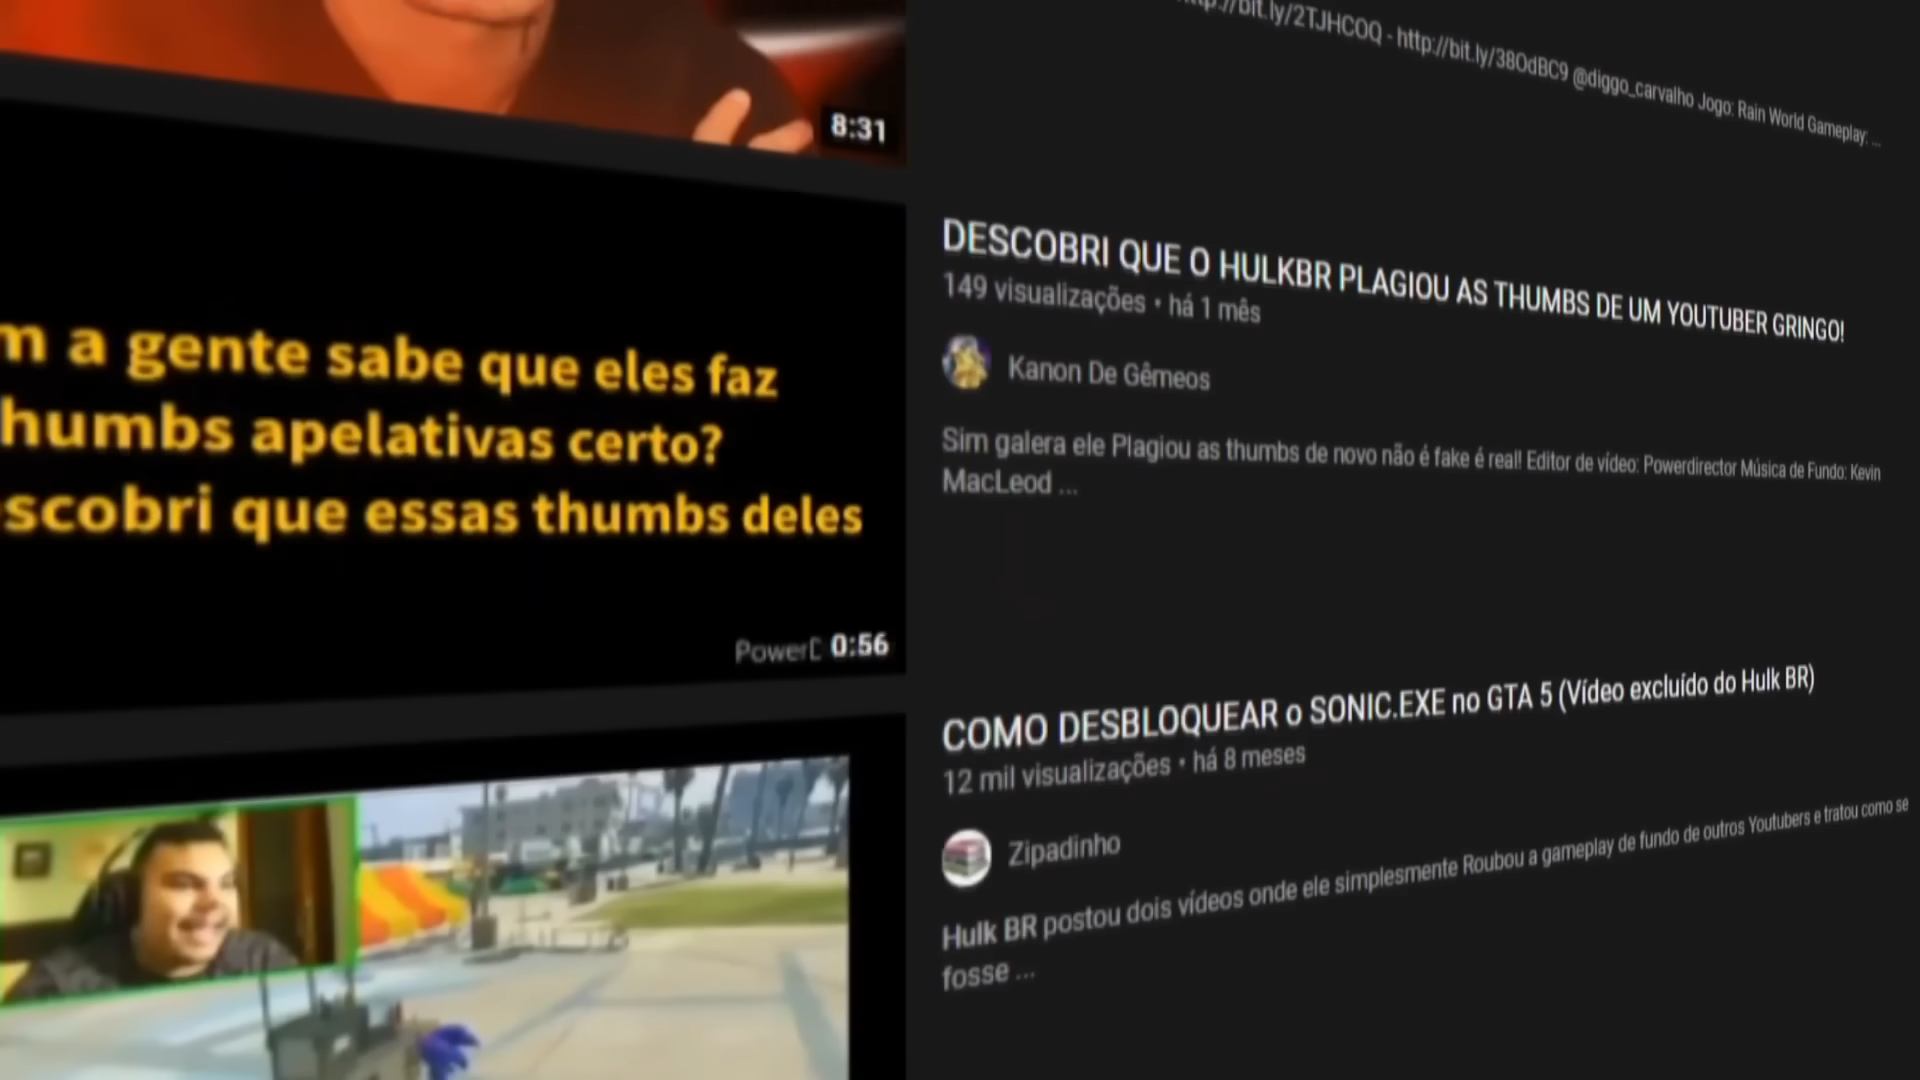 bit.ly/2TJHCOQ - http://bit.ly/38OdBC9 @diggo_carvalho Jogo: Rain World Gameplay: ...
8:31
DESCOBRI QUE O HULKBR PLAGIOU AS THUMBS DE UM YOUTUBER GRINGO!
149 visualizações • há 1 mês
Kanon De Gêmeos
Sim galera ele Plagiou as thumbs de novo não é fake é real! Editor de vídeo: Powerdirector Música de Fundo: Kevin
MacLeod ...
m a gente sabe que eles faz
humbs apelativas certo?
scobri que essas thumbs deles
PowerD 0:56
COMO DESBLOQUEAR o SONIC.EXE no GTA 5 (Vídeo excluído do Hulk BR)
12 mil visualizações • há 8 meses
Zipadinho
Hulk BR postou dois vídeos onde ele simplesmente Roubou a gameplay de fundo de outros Youtubers e tratou como se
fosse ...